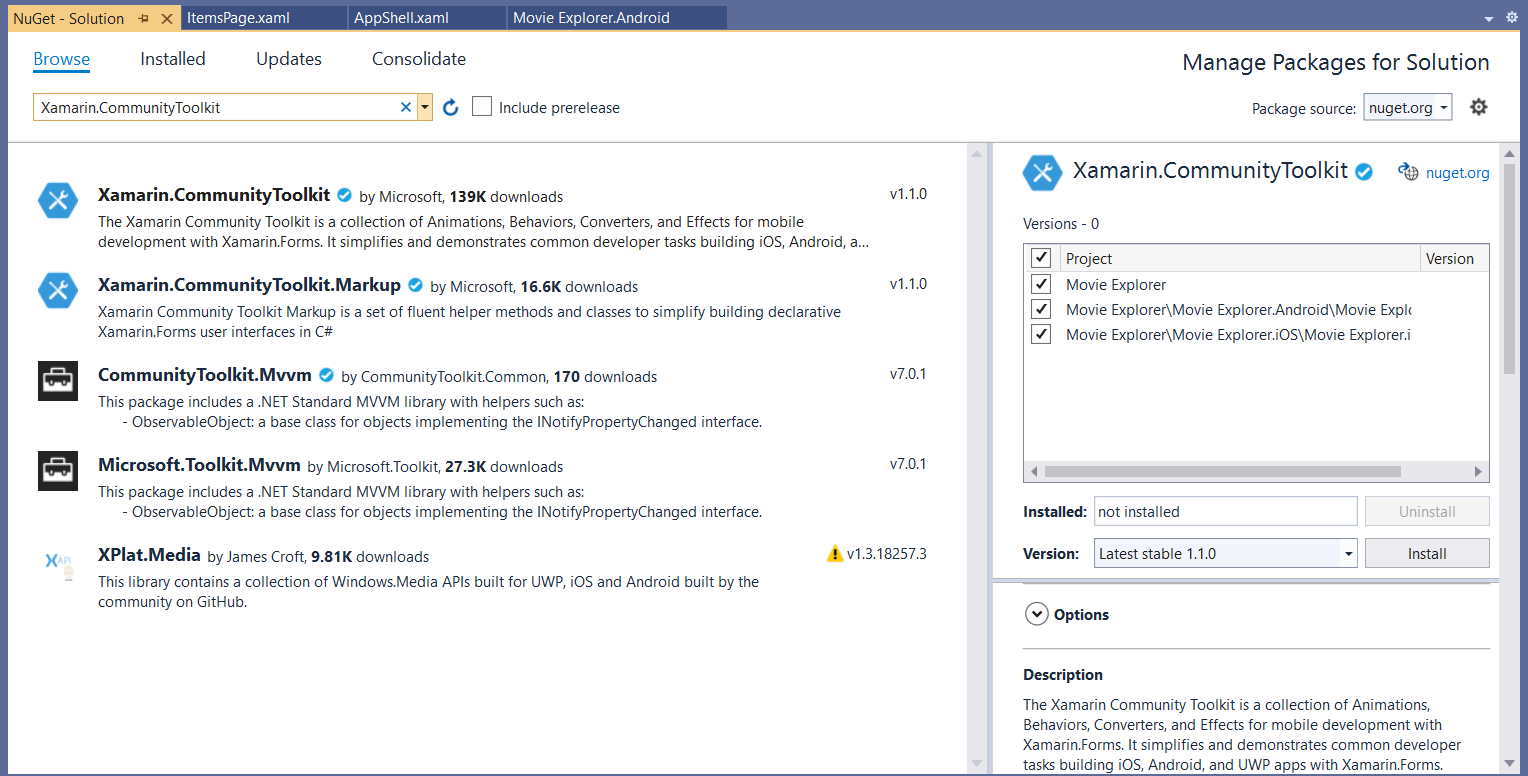 NuGet - Solution
ItemsPage.xaml
AppShell.xaml
Movie Explorer.Android
Browse
Installed
Updates
Consolidate
Manage Packages for Solution
Xamarin.CommunityToolkit
Include prerelease
Package source: nuget.org
Xamarin.CommunityToolkit by Microsoft, 139K downloads v1.1.0
The Xamarin Community Toolkit is a collection of Animations, Behaviors, Converters, and Effects for mobile
development with Xamarin.Forms. It simplifies and demonstrates common developer tasks building iOS, Android, a...
Xamarin.CommunityToolkit.Markup by Microsoft, 16.6K downloads v1.1.0
Xamarin Community Toolkit Markup is a set of fluent helper methods and classes to simplify building declarative
Xamarin.Forms user interfaces in C#
CommunityToolkit.Mvvm by CommunityToolkit.Common, 170 downloads v7.0.1
This package includes a .NET Standard MVVM library with helpers such as:
- ObservableObject: a base class for objects implementing the INotifyPropertyChanged interface.
Microsoft.Toolkit.Mvvm by Microsoft.Toolkit, 27.3K downloads v7.0.1
This package includes a .NET Standard MVVM library with helpers such as:
- ObservableObject: a base class for objects implementing the INotifyPropertyChanged interface.
XAPI
XPlat.Media by James Croft, 9.81K downloads v1.3.18257.3
This library contains a collection of Windows.Media APIs built for UWP, iOS and Android built by the
community on GitHub.
Xamarin.CommunityToolkit nuget.org
Versions - 0
Project Version
Movie Explorer
Movie Explorer\Movie Explorer.Android\Movie Explo
Movie Explorer\Movie Explorer.iOS\Movie Explorer.i
Installed: not installed Uninstall
Version: Latest stable 1.1.0 Install
Options
Description
The Xamarin Community Toolkit is a collection of Animations,
Behaviors, Converters, and Effects for mobile development with
Xamarin.Forms. It simplifies and demonstrates common developer
tasks building iOS, Android, and UWP apps with Xamarin.Forms.